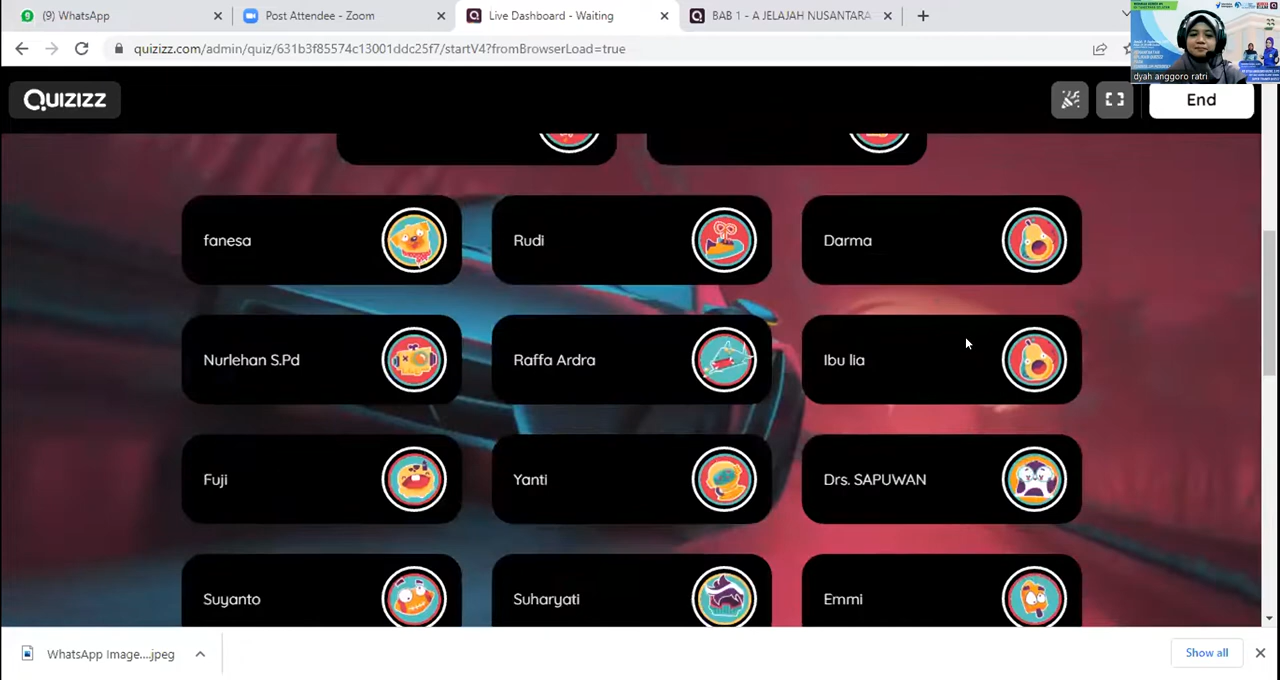 (9) WhatsApp
Post Attendee - Zoom
Live Dashboard - Waiting
BAB 1 - A JELAJAH NUSANTARA
quizizz.com/admin/quiz/631b3f85574c13001ddc25f7/startV4?fromBrowserLoad=true
dyah anggoro ratri
Quizizz
End
fanesa
Rudi
Darma
Nurlehan S.Pd
Raffa Ardra
Ibu lia
Fuji
Yanti
Drs. SAPUWAN
Suyanto
Suharyati
Emmi
WhatsApp Image....jpeg
Show all